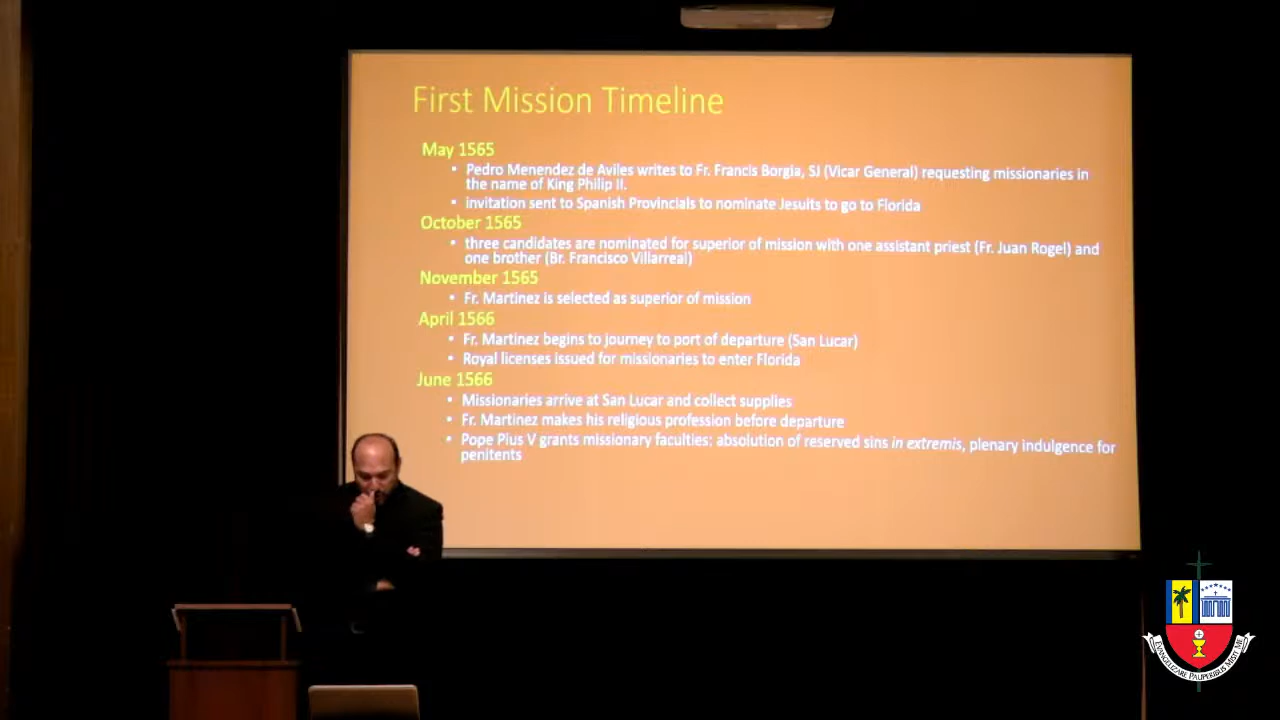 First Mission Timeline
May 1565
• Pedro Menendez de Aviles writes to Fr. Francis Borgia, SJ (Vicar General) requesting missionaries in
the name of King Philip II.
• invitation sent to Spanish Provincials to nominate Jesuits to go to Florida
October 1565
• three candidates are nominated for superior of mission with one assistant priest (Fr. Juan Rogel) and
one brother (Br. Francisco Villarreal)
November 1565
• Fr. Martinez is selected as superior of mission
April 1566
• Fr. Martinez begins to journey to port of departure (San Lucar)
• Royal licenses issued for missionaries to enter Florida
June 1566
• Missionaries arrive at San Lucar and collect supplies
• Fr. Martinez makes his religious profession before departure
• Pope Pius V grants missionary faculties: absolution of reserved sins in extremis, plenary indulgence for
penitents
Evangelizare Pauperibus Misit Me